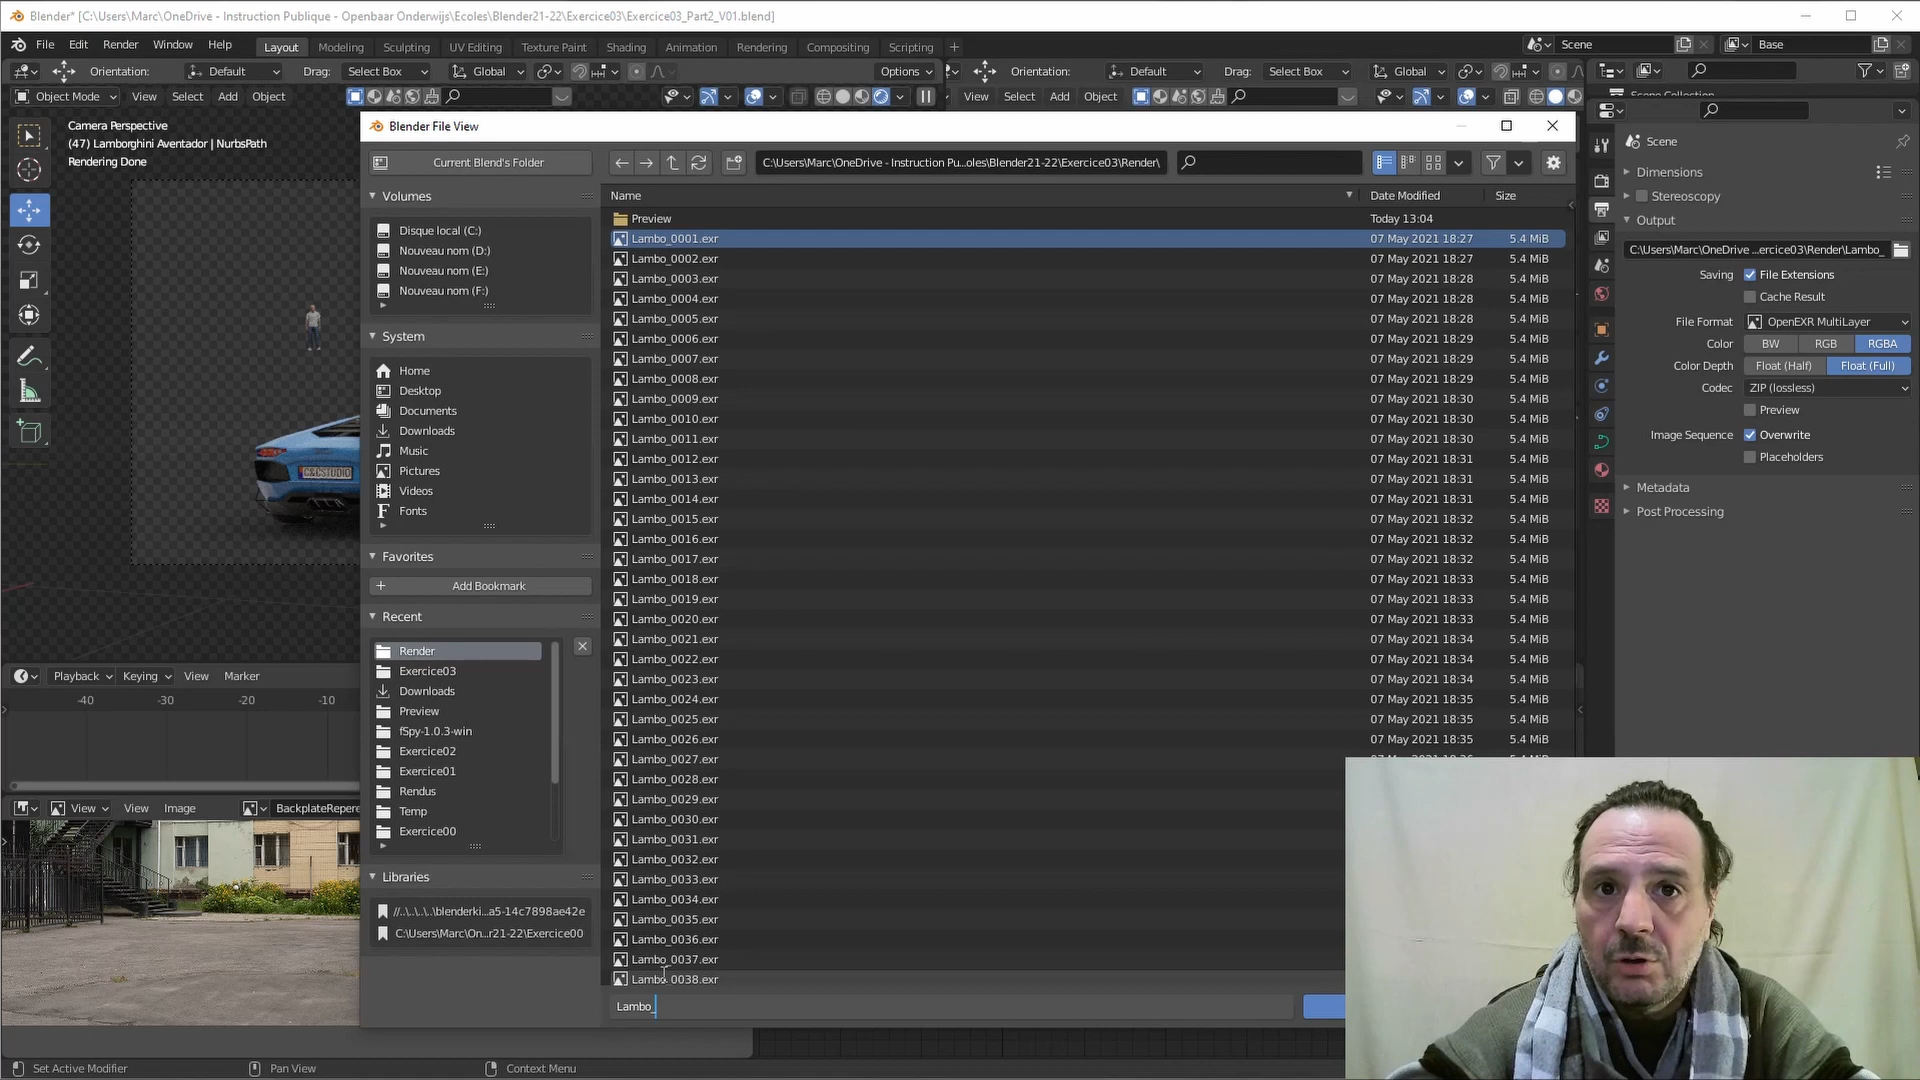 Blender* [C:\Users\Marc\OneDrive - Instruction Publique - Openbaar Onderwijs\Ecoles\Blender21-22\Exercice03\Exercice03_Part2_V01.blend]
File Edit Render Window Help Layout Modeling Sculpting UV Editing Texture Paint Shading Animation Rendering Compositing Scripting + Scene Base
Orientation: Default Drag: Select Box Global Options Orientation: Default Drag: Select Box Global
Object Mode View Select Add Object View Select Add Object
Camera Perspective
(47) Lamborghini Aventador | NurbsPath
Rendering Done
Blender File View
Current Blend's Folder
C:\Users\Marc\OneDrive - Instruction Pu...oles\Blender21-22\Exercice03\Render\
Volumes
Disque local (C:)
Nouveau nom (D:)
Nouveau nom (E:)
Nouveau nom (F:)
System
Home
Desktop
Documents
Downloads
Music
Pictures
Videos
Fonts
Favorites
Add Bookmark
Recent
Render
Exercice03
Downloads
Preview
fSpy-1.0.3-win
Exercice02
Exercice01
Rendus
Temp
Exercice00
Libraries
//..\..\..\..\blenderki...a5-14c7898ae42e
C:\Users\Marc\On...r21-22\Exercice00
Name Date Modified Size
Preview Today 13:04
Lambo_0001.exr 07 May 2021 18:27 5.4 MiB
Lambo_0002.exr 07 May 2021 18:27 5.4 MiB
Lambo_0003.exr 07 May 2021 18:28 5.4 MiB
Lambo_0004.exr 07 May 2021 18:28 5.4 MiB
Lambo_0005.exr 07 May 2021 18:28 5.4 MiB
Lambo_0006.exr 07 May 2021 18:29 5.4 MiB
Lambo_0007.exr 07 May 2021 18:29 5.4 MiB
Lambo_0008.exr 07 May 2021 18:29 5.4 MiB
Lambo_0009.exr 07 May 2021 18:30 5.4 MiB
Lambo_0010.exr 07 May 2021 18:30 5.4 MiB
Lambo_0011.exr 07 May 2021 18:30 5.4 MiB
Lambo_0012.exr 07 May 2021 18:31 5.4 MiB
Lambo_0013.exr 07 May 2021 18:31 5.4 MiB
Lambo_0014.exr 07 May 2021 18:31 5.4 MiB
Lambo_0015.exr 07 May 2021 18:32 5.4 MiB
Lambo_0016.exr 07 May 2021 18:32 5.4 MiB
Lambo_0017.exr 07 May 2021 18:32 5.4 MiB
Lambo_0018.exr 07 May 2021 18:33 5.4 MiB
Lambo_0019.exr 07 May 2021 18:33 5.4 MiB
Lambo_0020.exr 07 May 2021 18:33 5.4 MiB
Lambo_0021.exr 07 May 2021 18:34 5.4 MiB
Lambo_0022.exr 07 May 2021 18:34 5.4 MiB
Lambo_0023.exr 07 May 2021 18:34 5.4 MiB
Lambo_0024.exr 07 May 2021 18:35 5.4 MiB
Lambo_0025.exr 07 May 2021 18:35 5.4 MiB
Lambo_0026.exr 07 May 2021 18:35 5.4 MiB
Lambo_0027.exr
Lambo_0028.exr
Lambo_0029.exr
Lambo_0030.exr
Lambo_0031.exr
Lambo_0032.exr
Lambo_0033.exr
Lambo_0034.exr
Lambo_0035.exr
Lambo_0036.exr
Lambo_0037.exr
Lambo_0038.exr
Lambo_
Scene
Dimensions
Stereoscopy
Output
C:\Users\Marc\OneDrive ...ercice03\Render\Lambo_
Saving File Extensions
Cache Result
File Format OpenEXR MultiLayer
Color BW RGB RGBA
Color Depth Float (Half) Float (Full)
Codec ZIP (lossless)
Preview
Image Sequence Overwrite
Placeholders
Metadata
Post Processing
C&CSTUDIO
Playback Keying View Marker
-40 -30 -20 -10
View View Image BackplateRepere
Set Active Modifier Pan View Context Menu